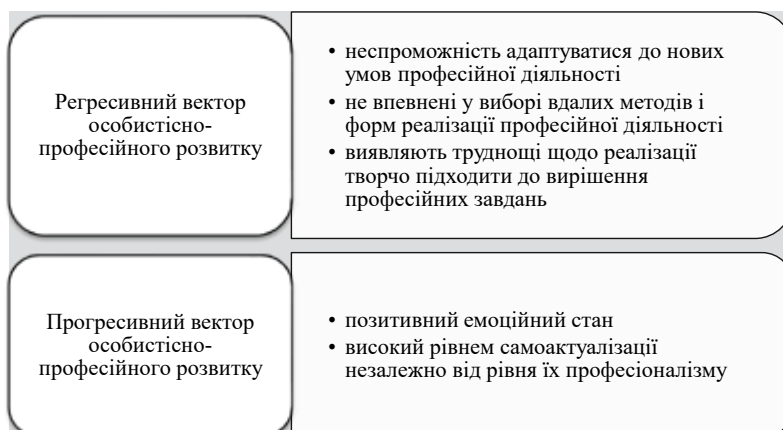 Регресивний вектор
особистісно-
професійного розвитку
• неспроможність адаптуватися до нових
умов професійної діяльності
• не впевнені у виборі вдалих методів і
форм реалізації професійної діяльності
• виявляють труднощі щодо реалізації
творчо підходити до вирішення
професійних завдань
Прогресивний вектор
особистісно-
професійного розвитку
• позитивний емоційний стан
• високий рівнем самоактуалізації
незалежно від рівня їх професіоналізму